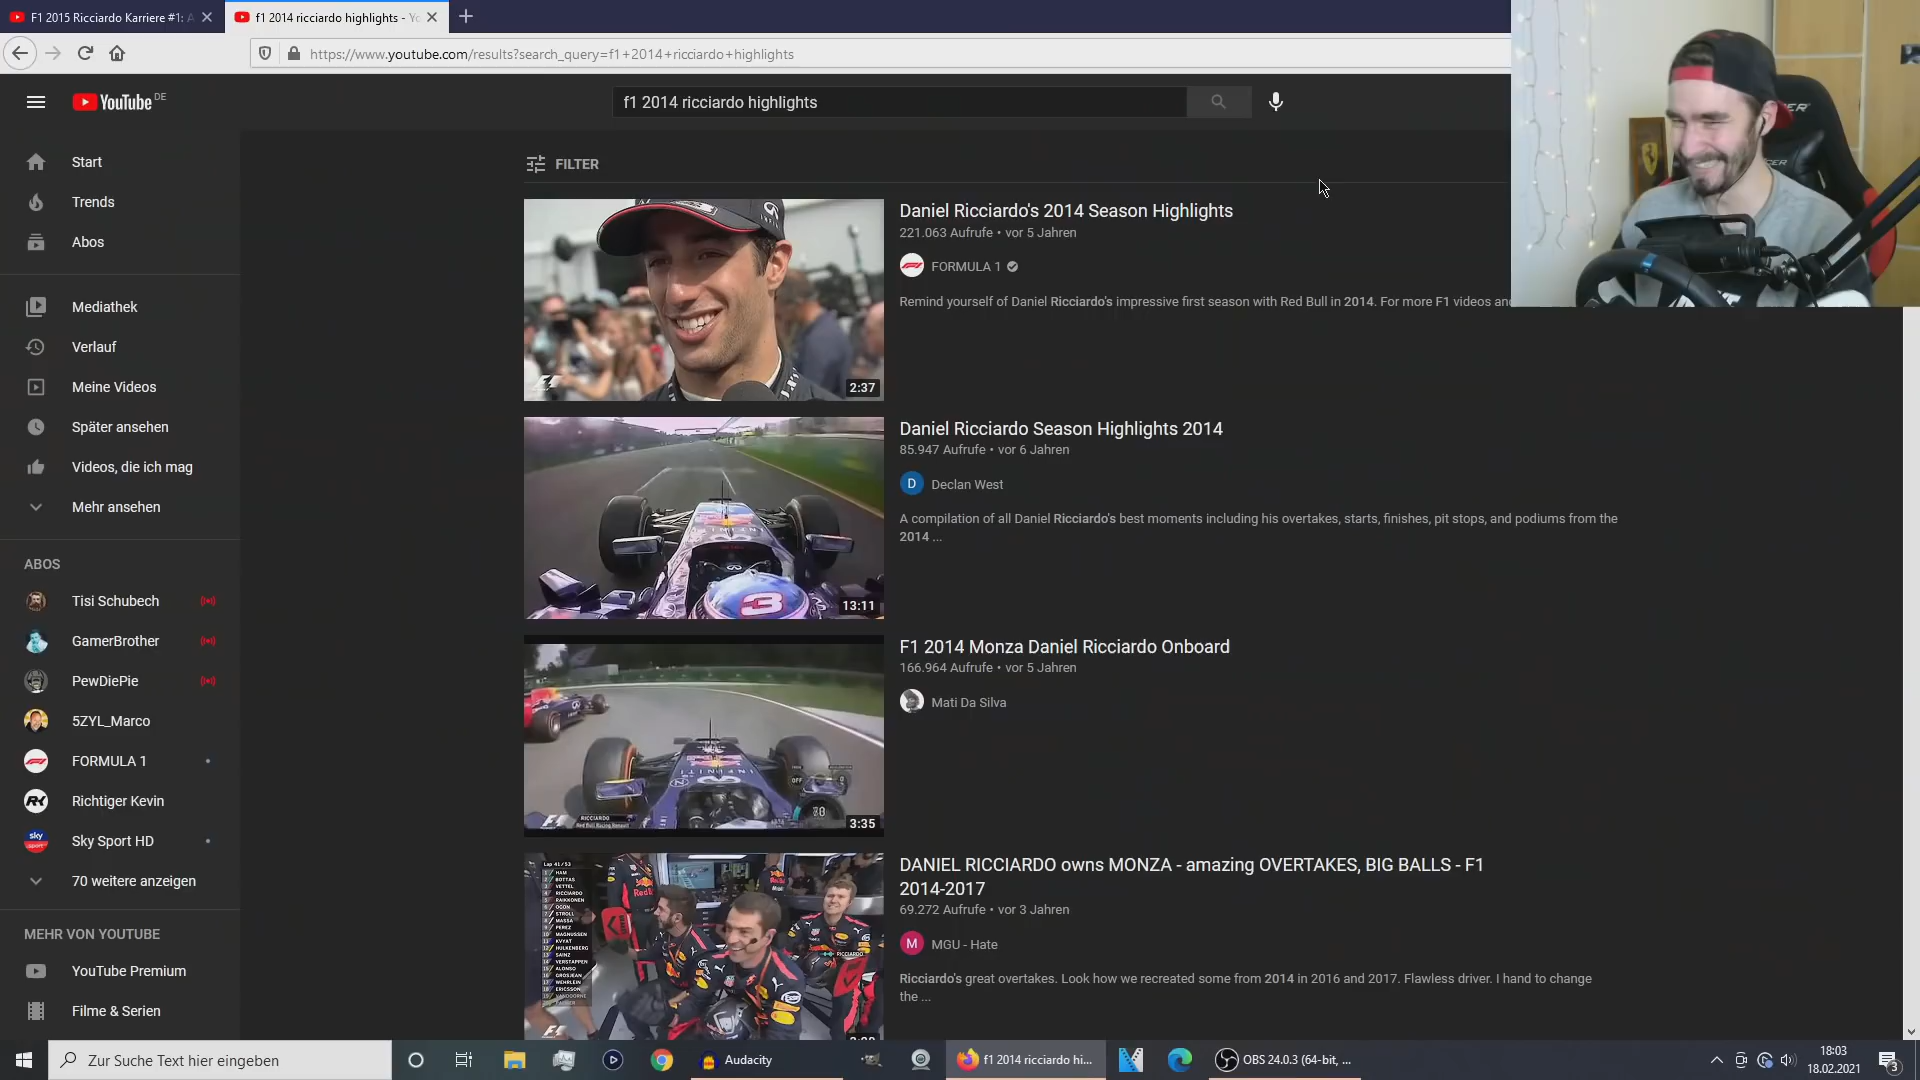 F1 2015 Ricciardo Karriere #1: A
f1 2014 ricciardo highlights - Yo
https://www.youtube.com/results?search_query=f1+2014+ricciardo+highlights
YouTube DE
f1 2014 ricciardo highlights
Start
Trends
Abos
Mediathek
Verlauf
Meine Videos
Später ansehen
Videos, die ich mag
Mehr ansehen
ABOS
Tisi Schubech
GamerBrother
PewDiePie
5ZYL_Marco
FORMULA 1
Richtiger Kevin
Sky Sport HD
70 weitere anzeigen
MEHR VON YOUTUBE
YouTube Premium
Filme & Serien
FILTER
2:37
Daniel Ricciardo's 2014 Season Highlights
221.063 Aufrufe • vor 5 Jahren
FORMULA 1
Remind yourself of Daniel Ricciardo's impressive first season with Red Bull in 2014. For more F1 videos
3
13:11
Daniel Ricciardo Season Highlights 2014
85.947 Aufrufe • vor 6 Jahren
D Declan West
A compilation of all Daniel Ricciardo's best moments including his overtakes, starts, finishes, pit stops, and podiums from the
2014 ...
RICCIARDO
3:35
F1 2014 Monza Daniel Ricciardo Onboard
166.964 Aufrufe • vor 5 Jahren
Mati Da Silva
Lap 41/53
DANIEL RICCIARDO owns MONZA - amazing OVERTAKES, BIG BALLS - F1
2014-2017
69.272 Aufrufe • vor 3 Jahren
M MGU - Hate
Ricciardo's great overtakes. Look how we recreated some from 2014 in 2016 and 2017. Flawless driver. I hand to change
the ...
Zur Suche Text hier eingeben
Audacity
f1 2014 ricciardo hi...
OBS 24.0.3 (64-bit, ...
18:03
18.02.2021
3